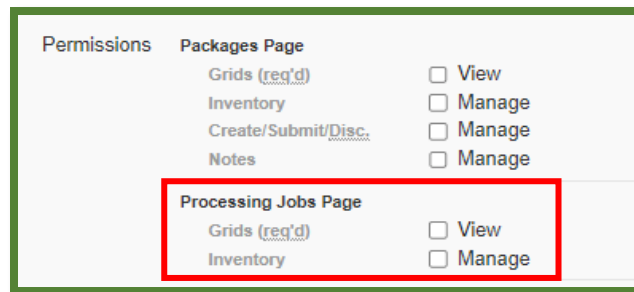 Permissions Packages Page
Grids (req'd) View
Inventory Manage
Create/Submit/Disc. Manage
Notes Manage
Processing Jobs Page
Grids (req'd) View
Inventory Manage